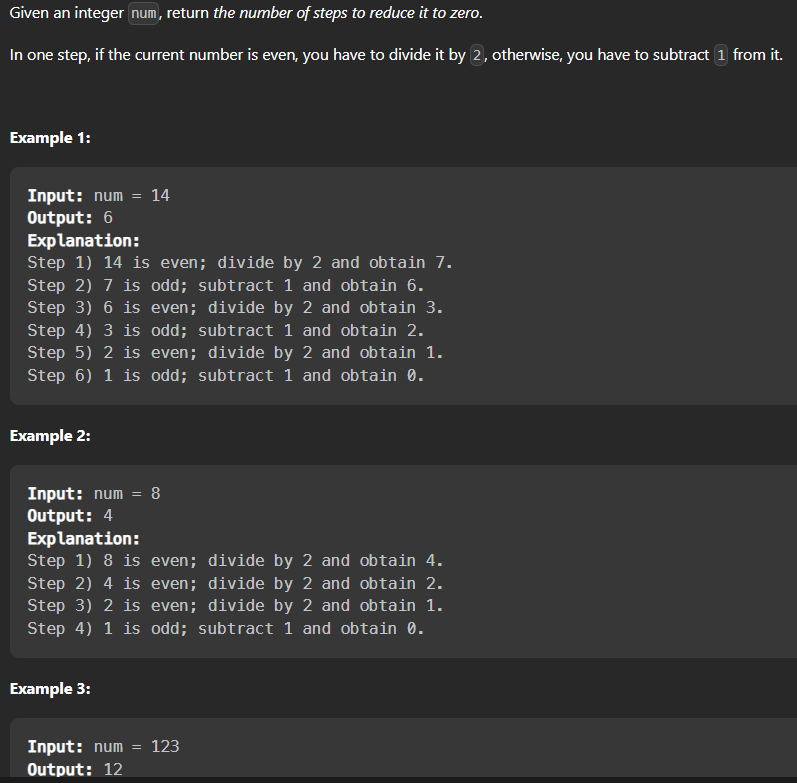 Given an integer num, return the number of steps to reduce it to zero.
In one step, if the current number is even, you have to divide it by 2, otherwise, you have to subtract 1 from it.
Example 1:
Input: num = 14
Output: 6
Explanation:
Step 1) 14 is even; divide by 2 and obtain 7.
Step 2) 7 is odd; subtract 1 and obtain 6.
Step 3) 6 is even; divide by 2 and obtain 3.
Step 4) 3 is odd; subtract 1 and obtain 2.
Step 5) 2 is even; divide by 2 and obtain 1.
Step 6) 1 is odd; subtract 1 and obtain 0.
Example 2:
Input: num = 8
Output: 4
Explanation:
Step 1) 8 is even; divide by 2 and obtain 4.
Step 2) 4 is even; divide by 2 and obtain 2.
Step 3) 2 is even; divide by 2 and obtain 1.
Step 4) 1 is odd; subtract 1 and obtain 0.
Example 3:
Input: num = 123
Output: 12